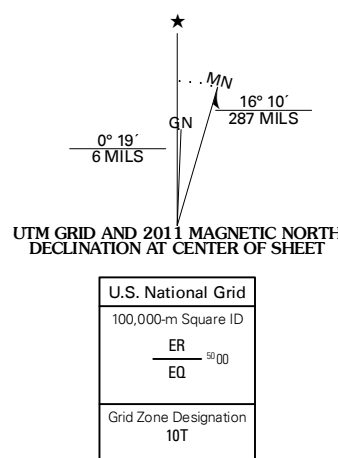 ★
MN
16° 10´
287 MILS
GN
0° 19´
6 MILS
UTM GRID AND 2011 MAGNETIC NORTH
DECLINATION AT CENTER OF SHEET
U.S. National Grid
100,000-m Square ID
ER
5000
EQ
Grid Zone Designation
10T